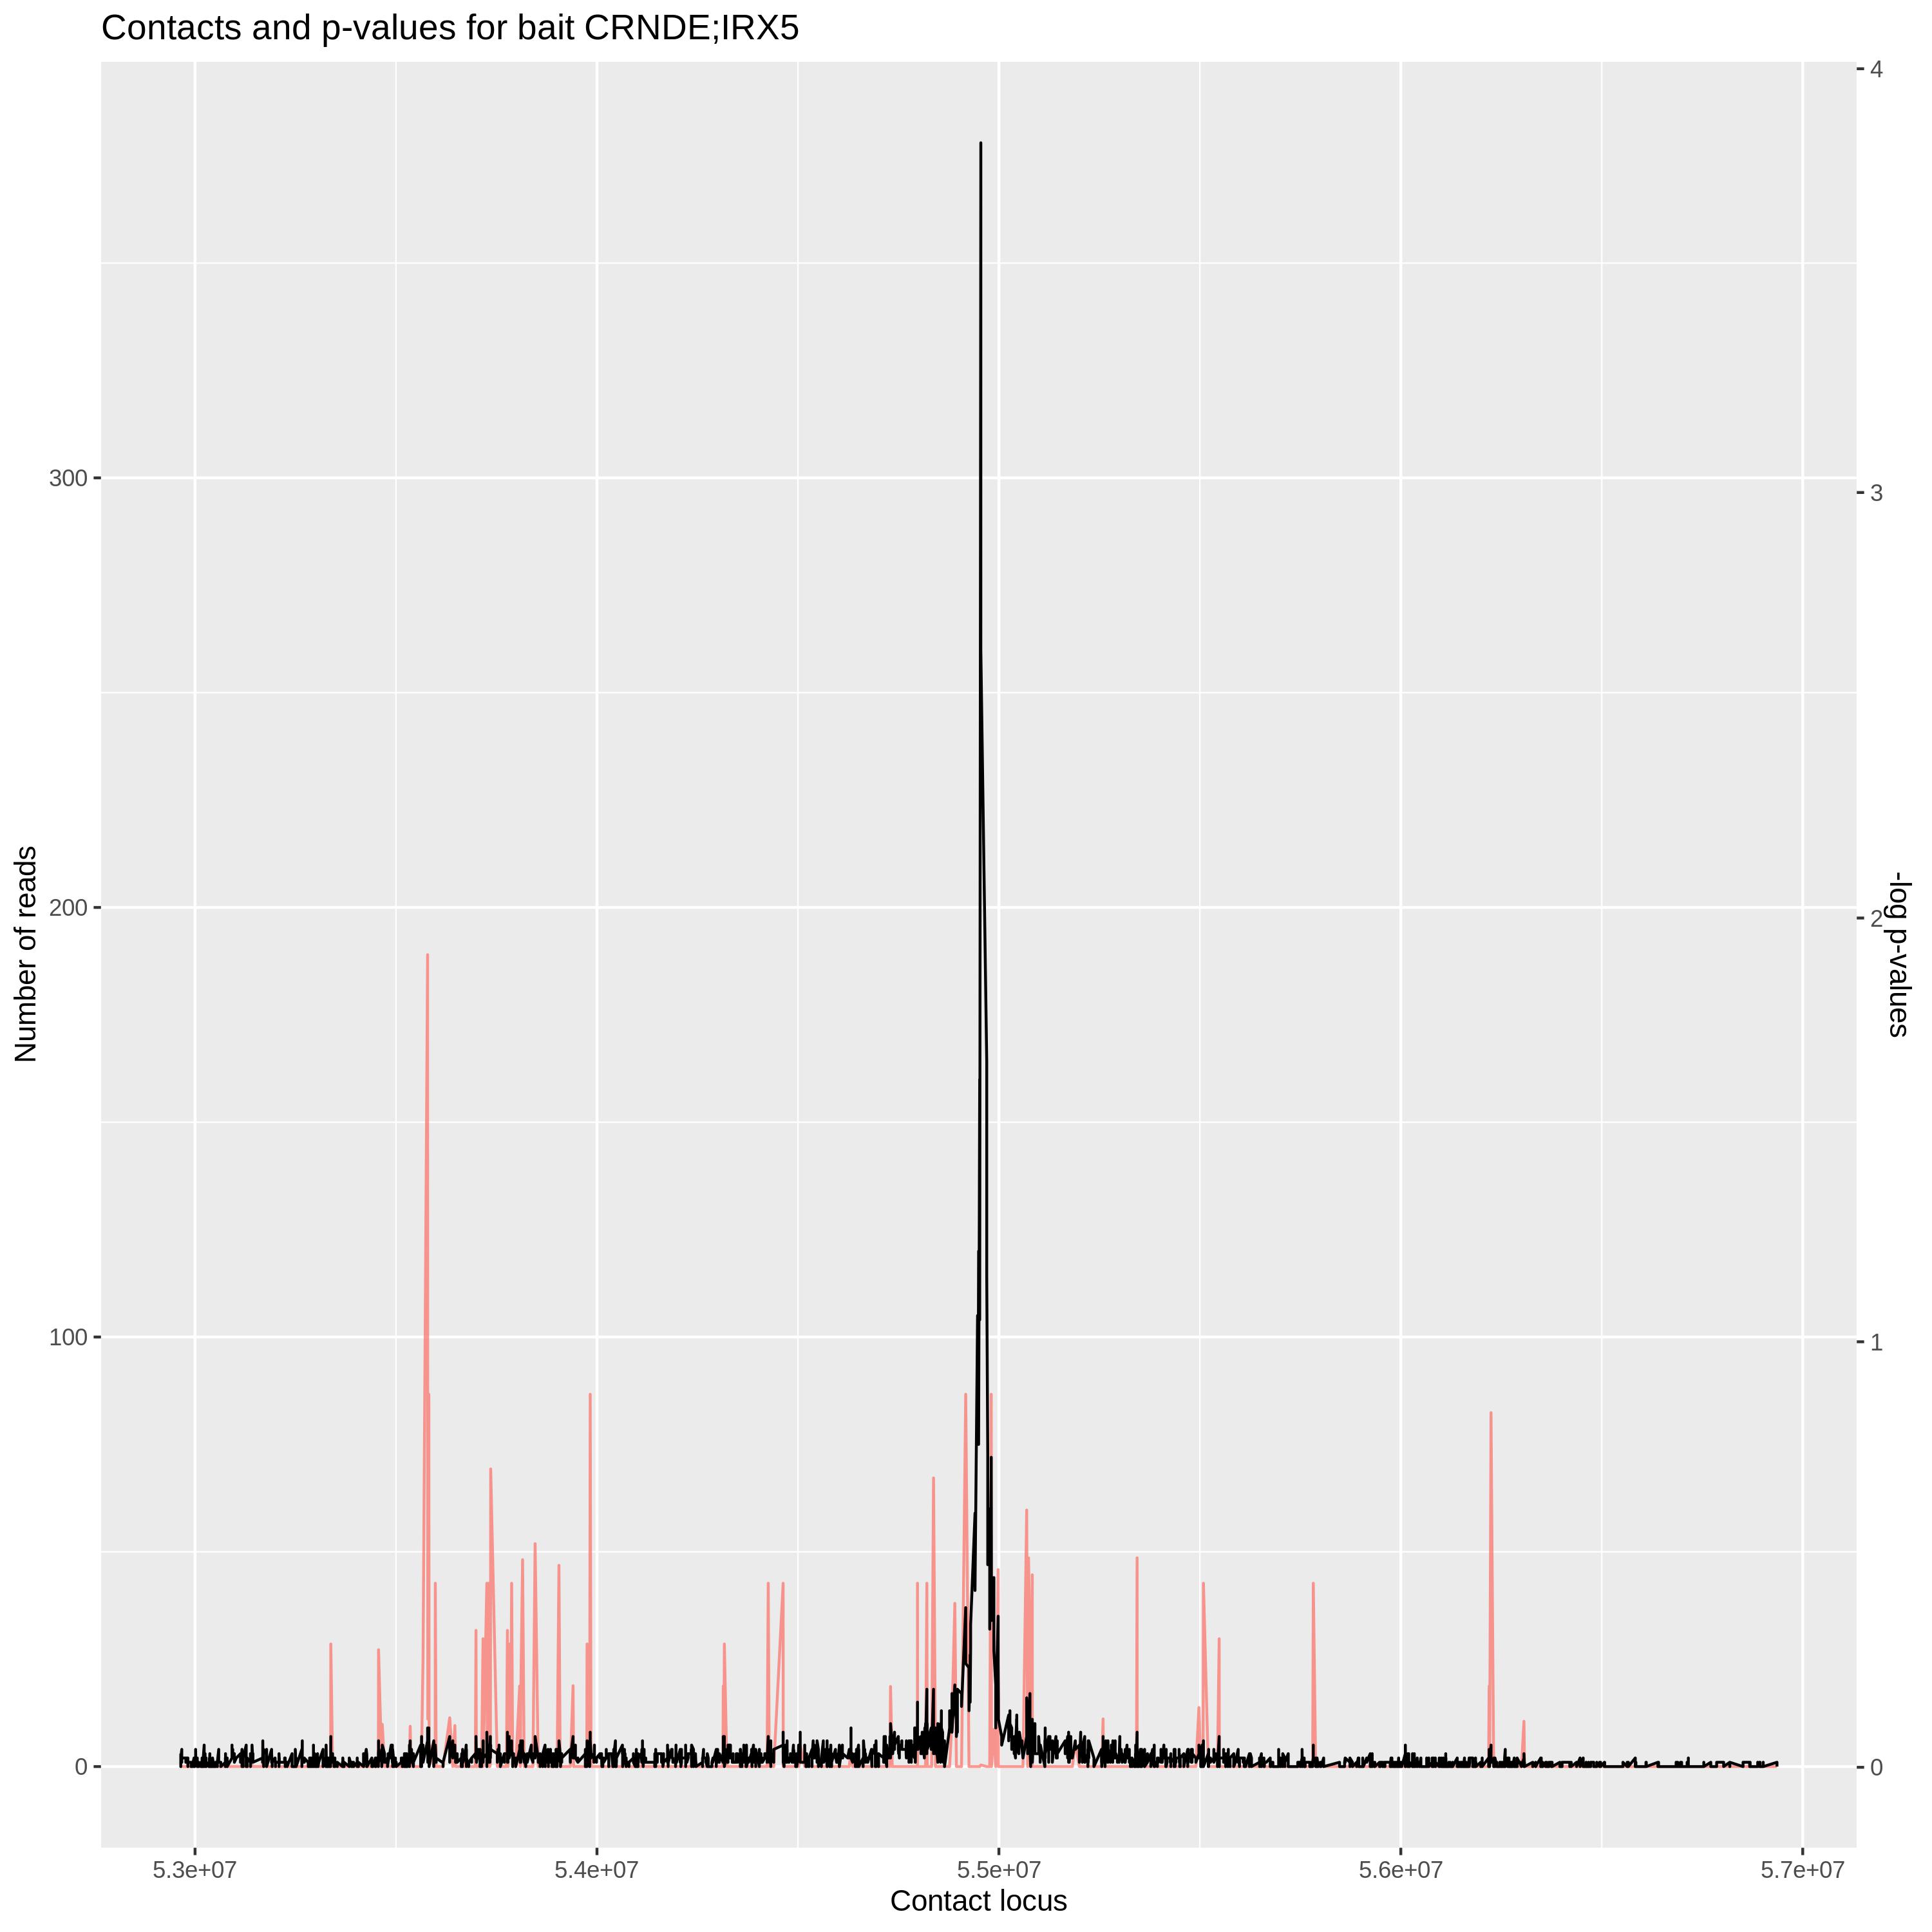 Contacts and p-values for bait CRNDE;IRX5
4
300
3
Number of reads
200
2
-log p-values
100
1
0
0
5.3e+07
5.4e+07
5.5e+07
5.6e+07
5.7e+07
Contact locus